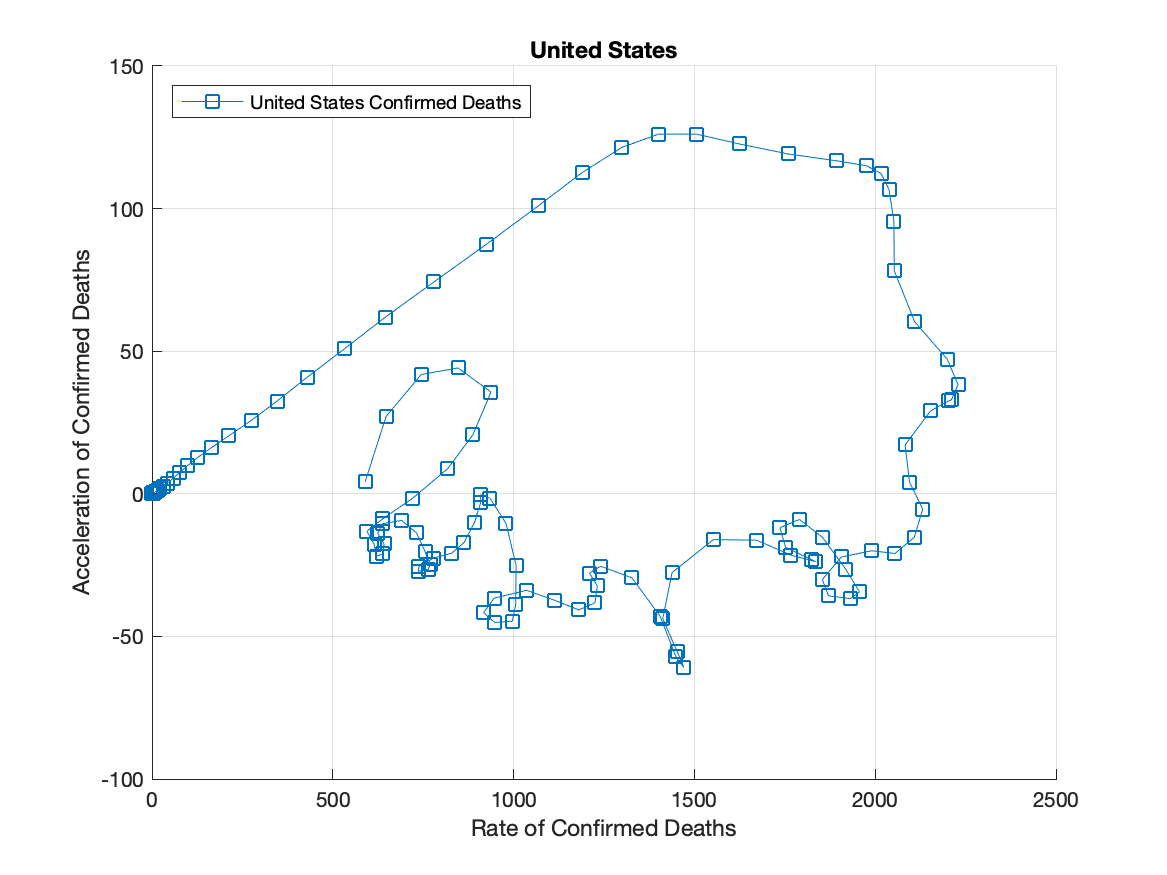 United States
150
United States Confirmed Deaths
100
50
0
-50
-100
Acceleration of Confirmed Deaths
0 500 1000 1500 2000 2500
Rate of Confirmed Deaths